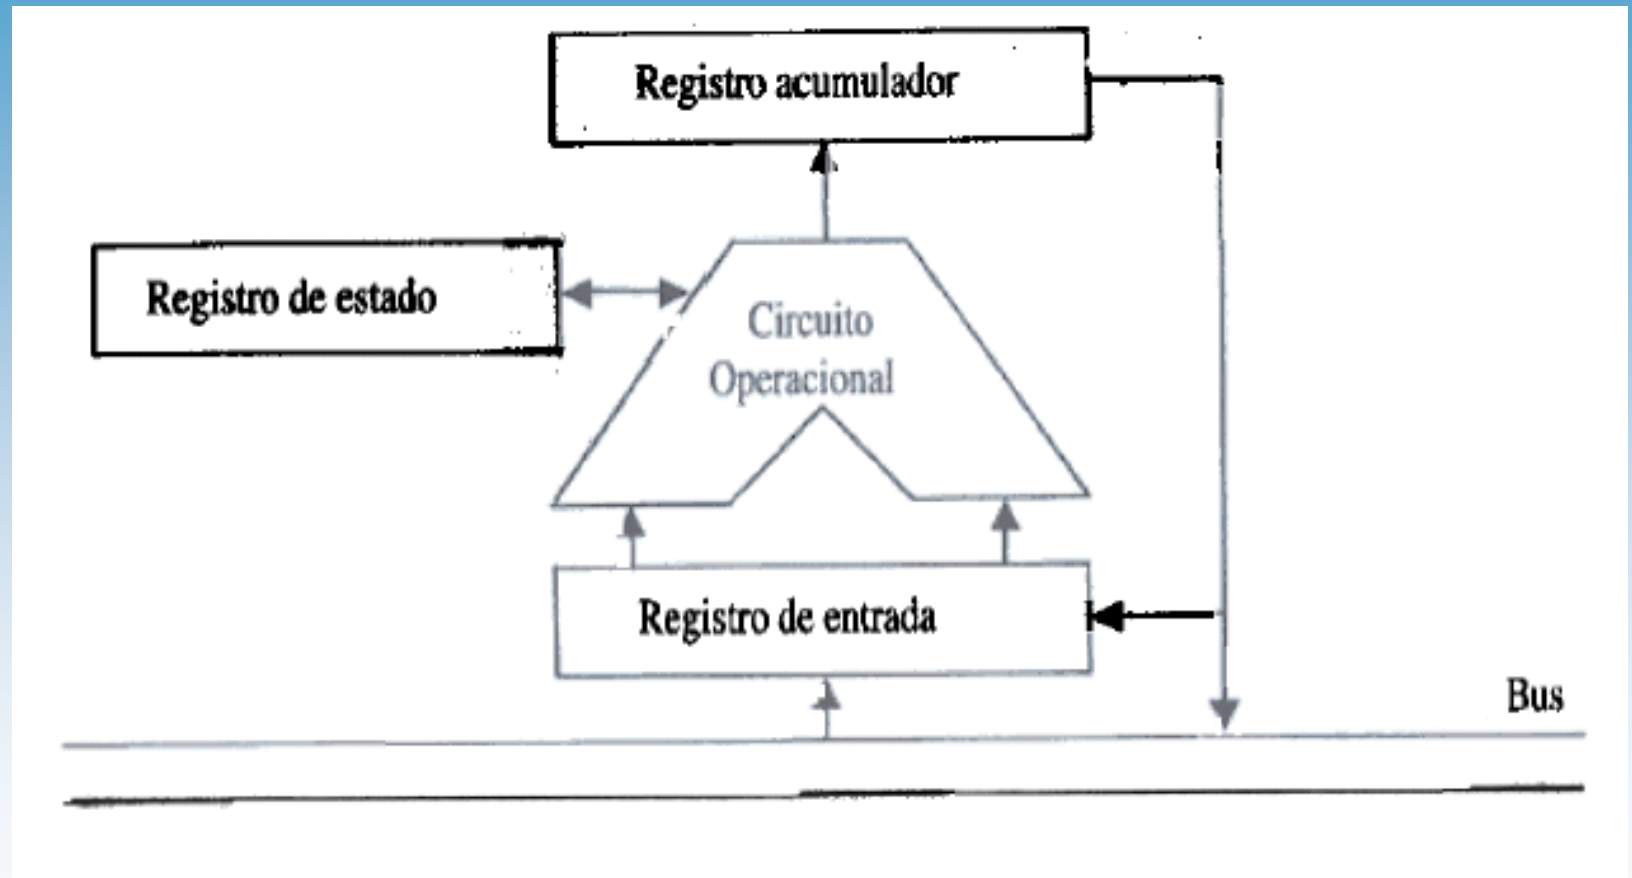 Registro acumulador
Registro de estado
Circuito
Operacional
Registro de entrada
Bus